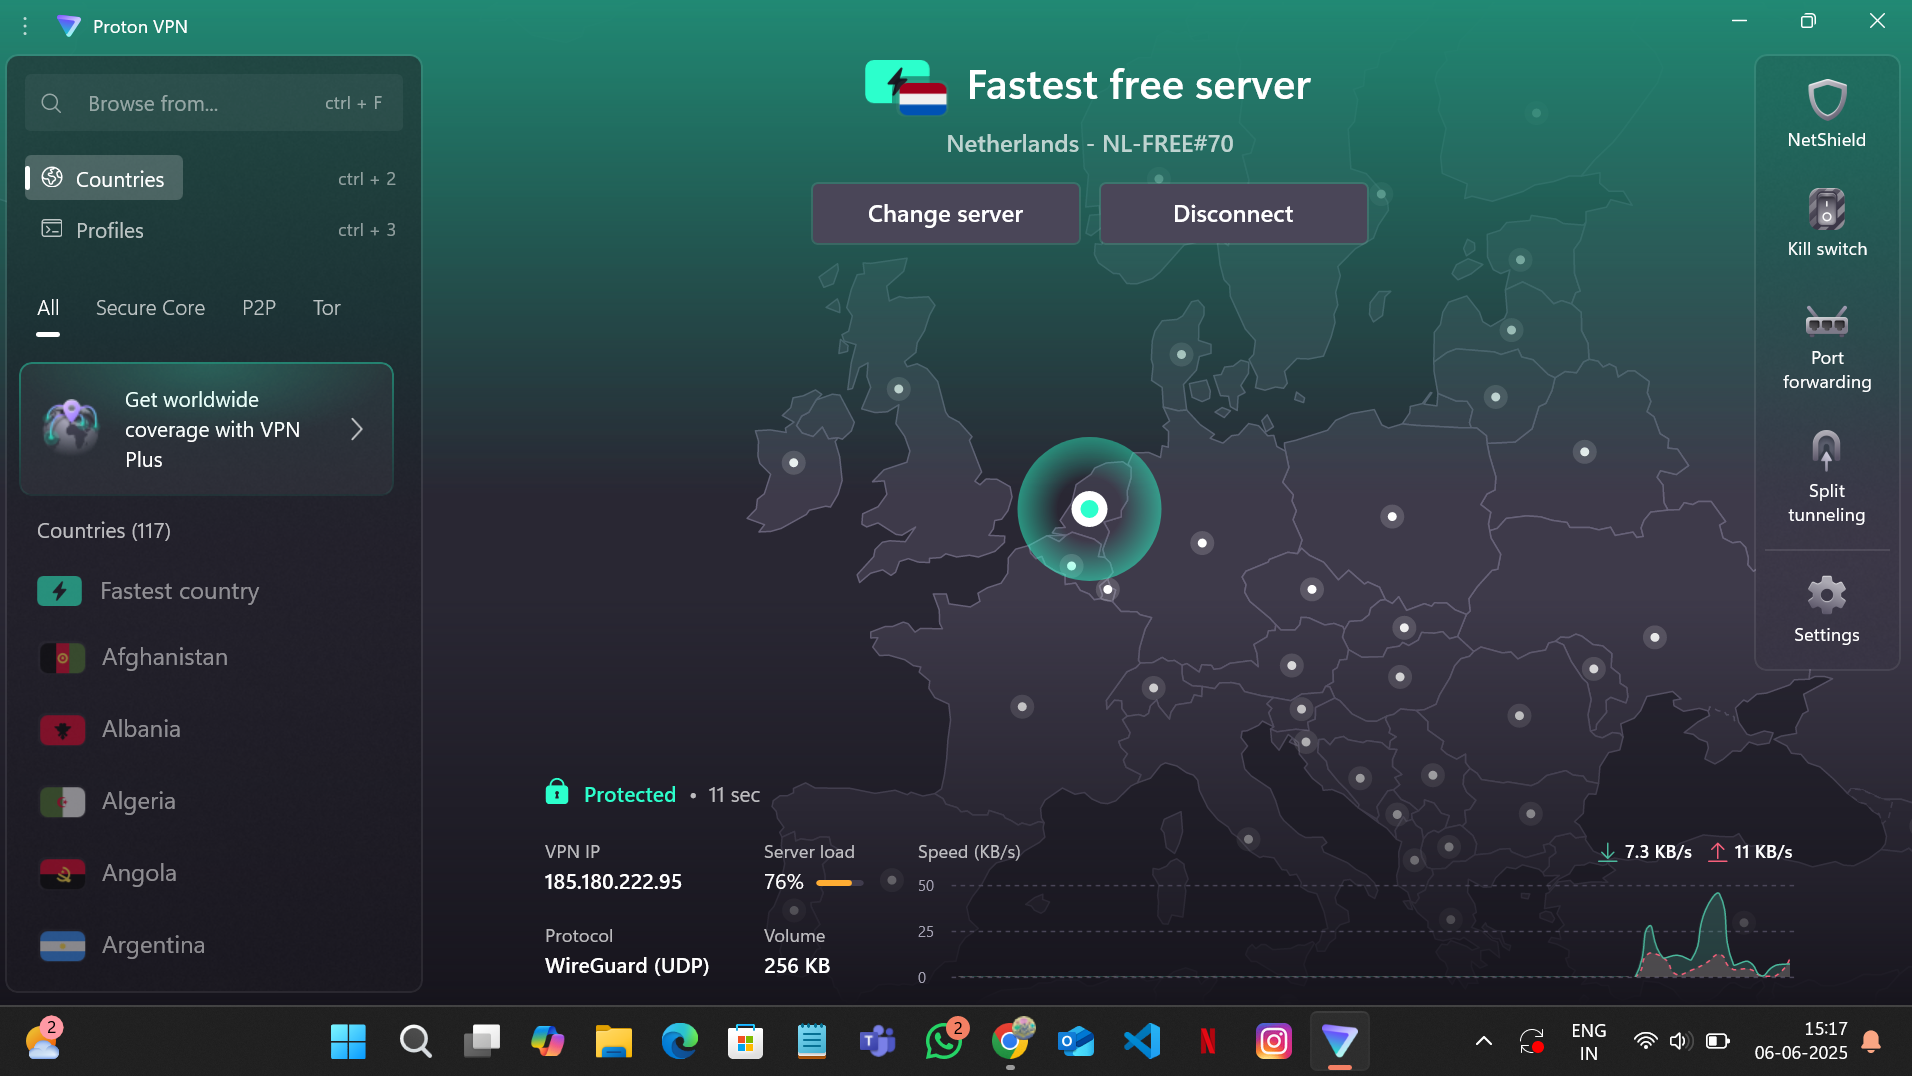 Proton VPN
Browse from...
ctrl + F
Countries
ctrl + 2
Profiles
ctrl + 3
All
Secure Core
P2P
Tor
Get worldwide
coverage with VPN
Plus
Countries (117)
Fastest country
Afghanistan
Albania
Algeria
Angola
Argentina
Fastest free server
Netherlands - NL-FREE#70
Change server
Disconnect
Protected • 11 sec
VPN IP
185.180.222.95
Server load
76%
Protocol
WireGuard (UDP)
Volume
256 KB
Speed (KB/s)
7.3 KB/s
11 KB/s
50
25
0
NetShield
Kill switch
Port
forwarding
Split
tunneling
Settings
2
2
ENG
IN
15:17
06-06-2025